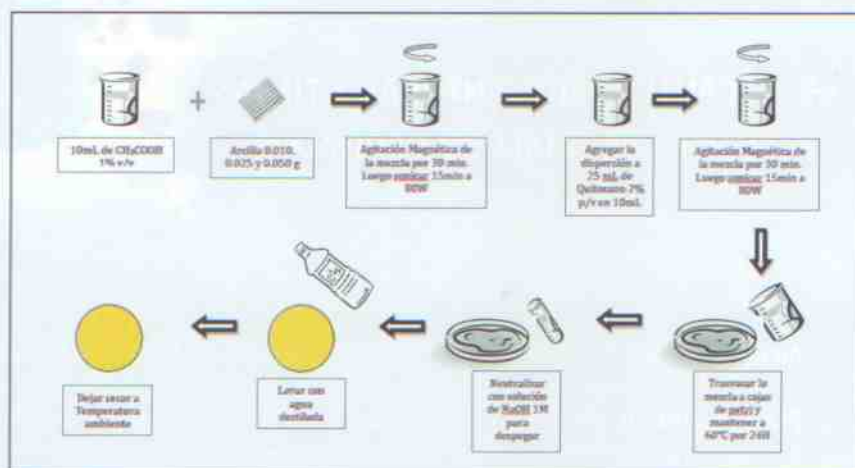 10mL de CH₃COOH
1% v/v
+
Arcilla 0.010,
0.025 y 0.050 g
Agitación Magnética de
la mezcla por 30 min.
Luego sonicar 15min a
80W
Agregar la
dispersión a
25 mL de
Quitosano 2%
p/v en 10mL
Agitación Magnética de
la mezcla por 30 min.
Luego sonicar 15min a
80W
Trasvasar la
mezcla a cajas
de petri y
mantener a
60°C por 24H
Neutralizar
con solución
de NaOH 1M
para
despegar
Lavar con
agua
destilada
Dejar secar a
Temperatura
ambiente